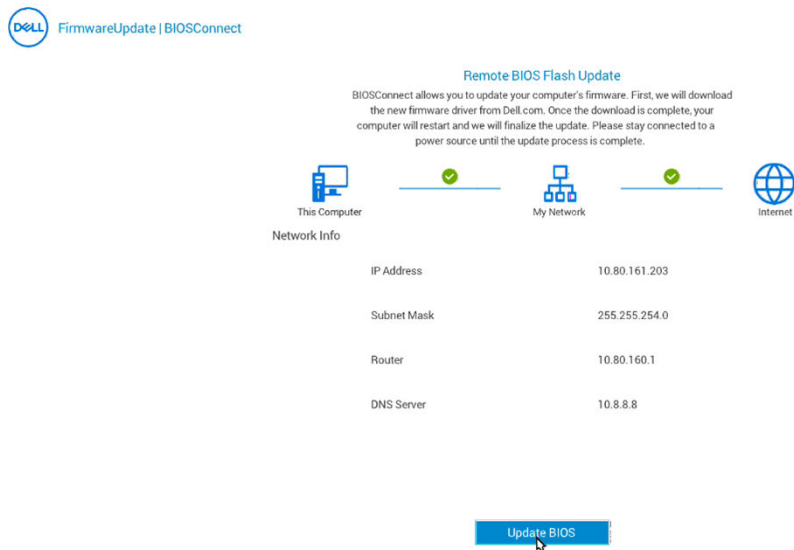 DELL
FirmwareUpdate | BIOSConnect
Remote BIOS Flash Update
BIOSConnect allows you to update your computer's firmware. First, we will download
the new firmware driver from Dell.com. Once the download is complete, your
computer will restart and we will finalize the update. Please stay connected to a
power source until the update process is complete.
This Computer
My Network
Internet
Network Info
IP Address
10.80.161.203
Subnet Mask
255.255.254.0
Router
10.80.160.1
DNS Server
10.8.8.8
Update BIOS